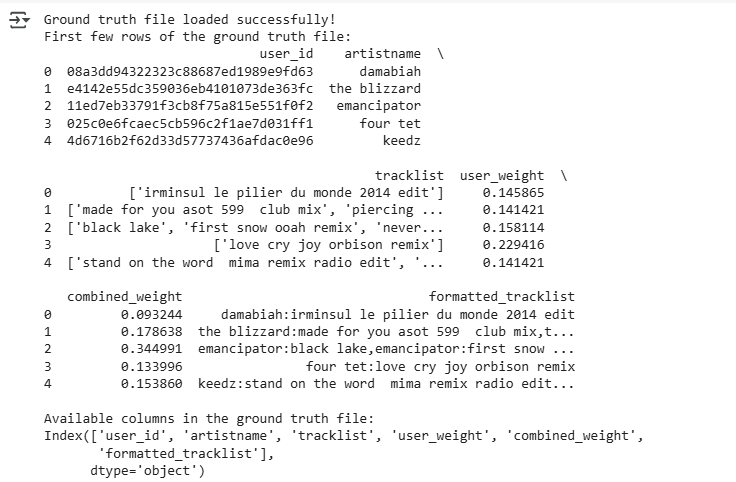 Ground truth file loaded successfully!
First few rows of the ground truth file:
user_id artistname \
0 08a3dd94322323c88687ed1989e9fd63 damabiah
1 e4142e55dc359036eb4101073de363fc the blizzard
2 11ed7eb33791f3cb8f75a815e551f0f2 emancipator
3 025c0e6fcaec5cb596c2f1ae7d031ff1 four tet
4 4d6716b2f62d33d57737436afdac0e96 keedz
tracklist user_weight \
0 ['irminsul le pilier du monde 2014 edit'] 0.145865
1 ['made for you asot 599  club mix', 'piercing ... 0.141421
2 ['black lake', 'first snow ooah remix', 'never... 0.158114
3 ['love cry joy orbison remix'] 0.229416
4 ['stand on the word  mima remix radio edit', '... 0.141421
combined_weight formatted_tracklist
0 0.093244 damabiah:irminsul le pilier du monde 2014 edit
1 0.178638 the blizzard:made for you asot 599  club mix,t...
2 0.344991 emancipator:black lake,emancipator:first snow ...
3 0.133996 four tet:love cry joy orbison remix
4 0.153860 keedz:stand on the word  mima remix radio edit...
Available columns in the ground truth file:
Index(['user_id', 'artistname', 'tracklist', 'user_weight', 'combined_weight',
'formatted_tracklist'],
dtype='object')